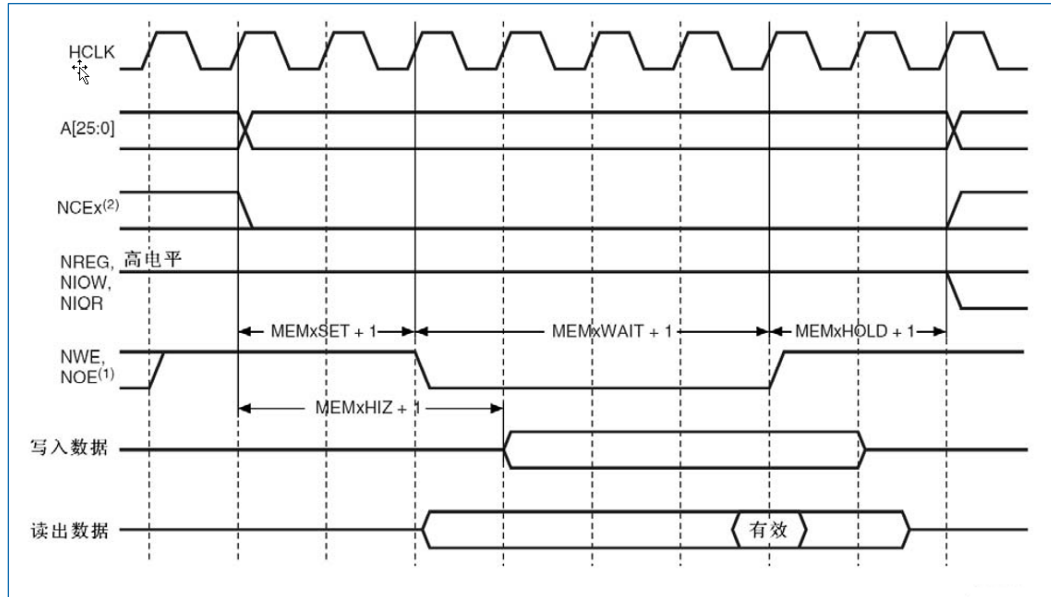 HCLK
A[25:0]
NCEx(2)
NREG, 高电平
NIOW,
NIOR
MEMxSET + 1 MEMxWAIT + 1 MEMxHOLD + 1
NWE,
NOE(1)
MEMxHIZ + 1
写入数据
读出数据 有效